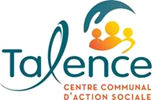 Talence
CENTRE COMMUNAL
D'ACTION SOCIALE